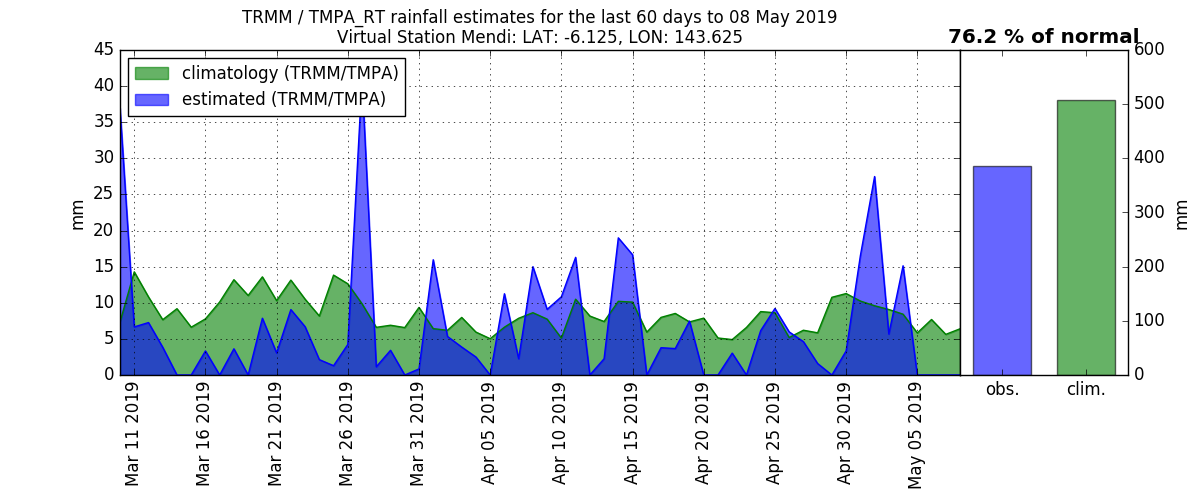 TRMM / TMPA_RT rainfall estimates for the last 60 days to 08 May 2019
Virtual Station Mendi: LAT: -6.125, LON: 143.625
76.2 % of normal
climatology (TRMM/TMPA)
estimated (TRMM/TMPA)
mm
45
40
35
30
25
20
15
10
5
0
Mar 11 2019
Mar 16 2019
Mar 21 2019
Mar 26 2019
Mar 31 2019
Apr 05 2019
Apr 10 2019
Apr 15 2019
Apr 20 2019
Apr 25 2019
Apr 30 2019
May 05 2019
600
500
400
300
200
100
0
mm
obs.
clim.